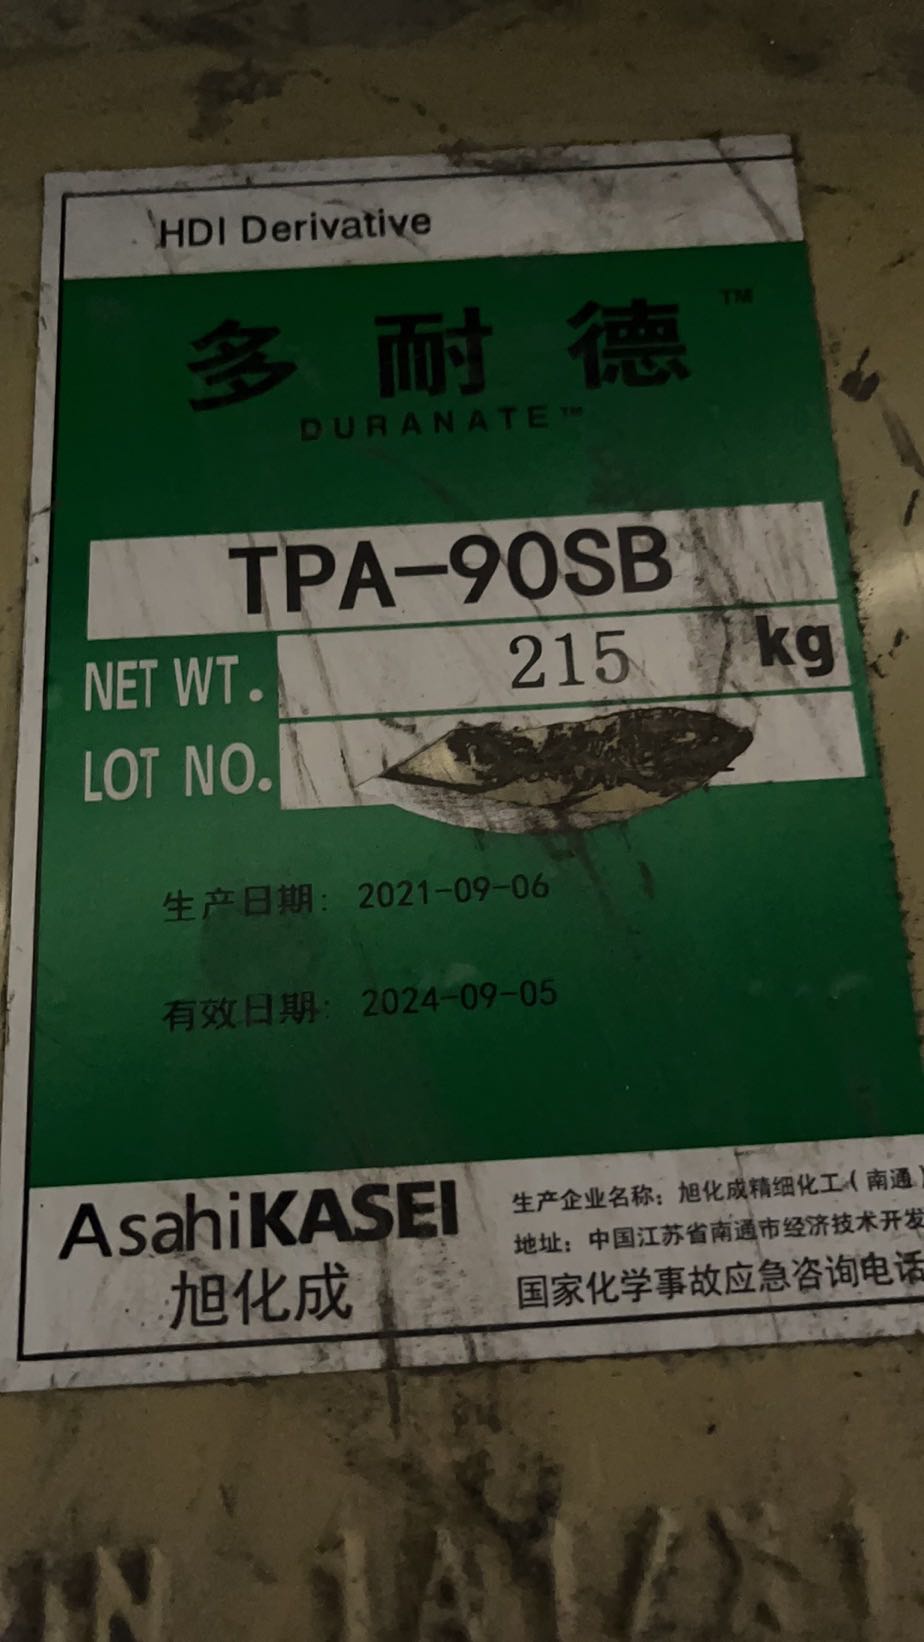 HDI Derivative
多耐德™
DURANATE™
TPA-90SB
NET WT. 215 kg
LOT NO.
生产日期: 2021-09-06
有效日期: 2024-09-05
AsahiKASEI
旭化成
生产企业名称: 旭化成精细化工(南通)
地址: 中国江苏省南通市经济技术开发
国家化学事故应急咨询电话